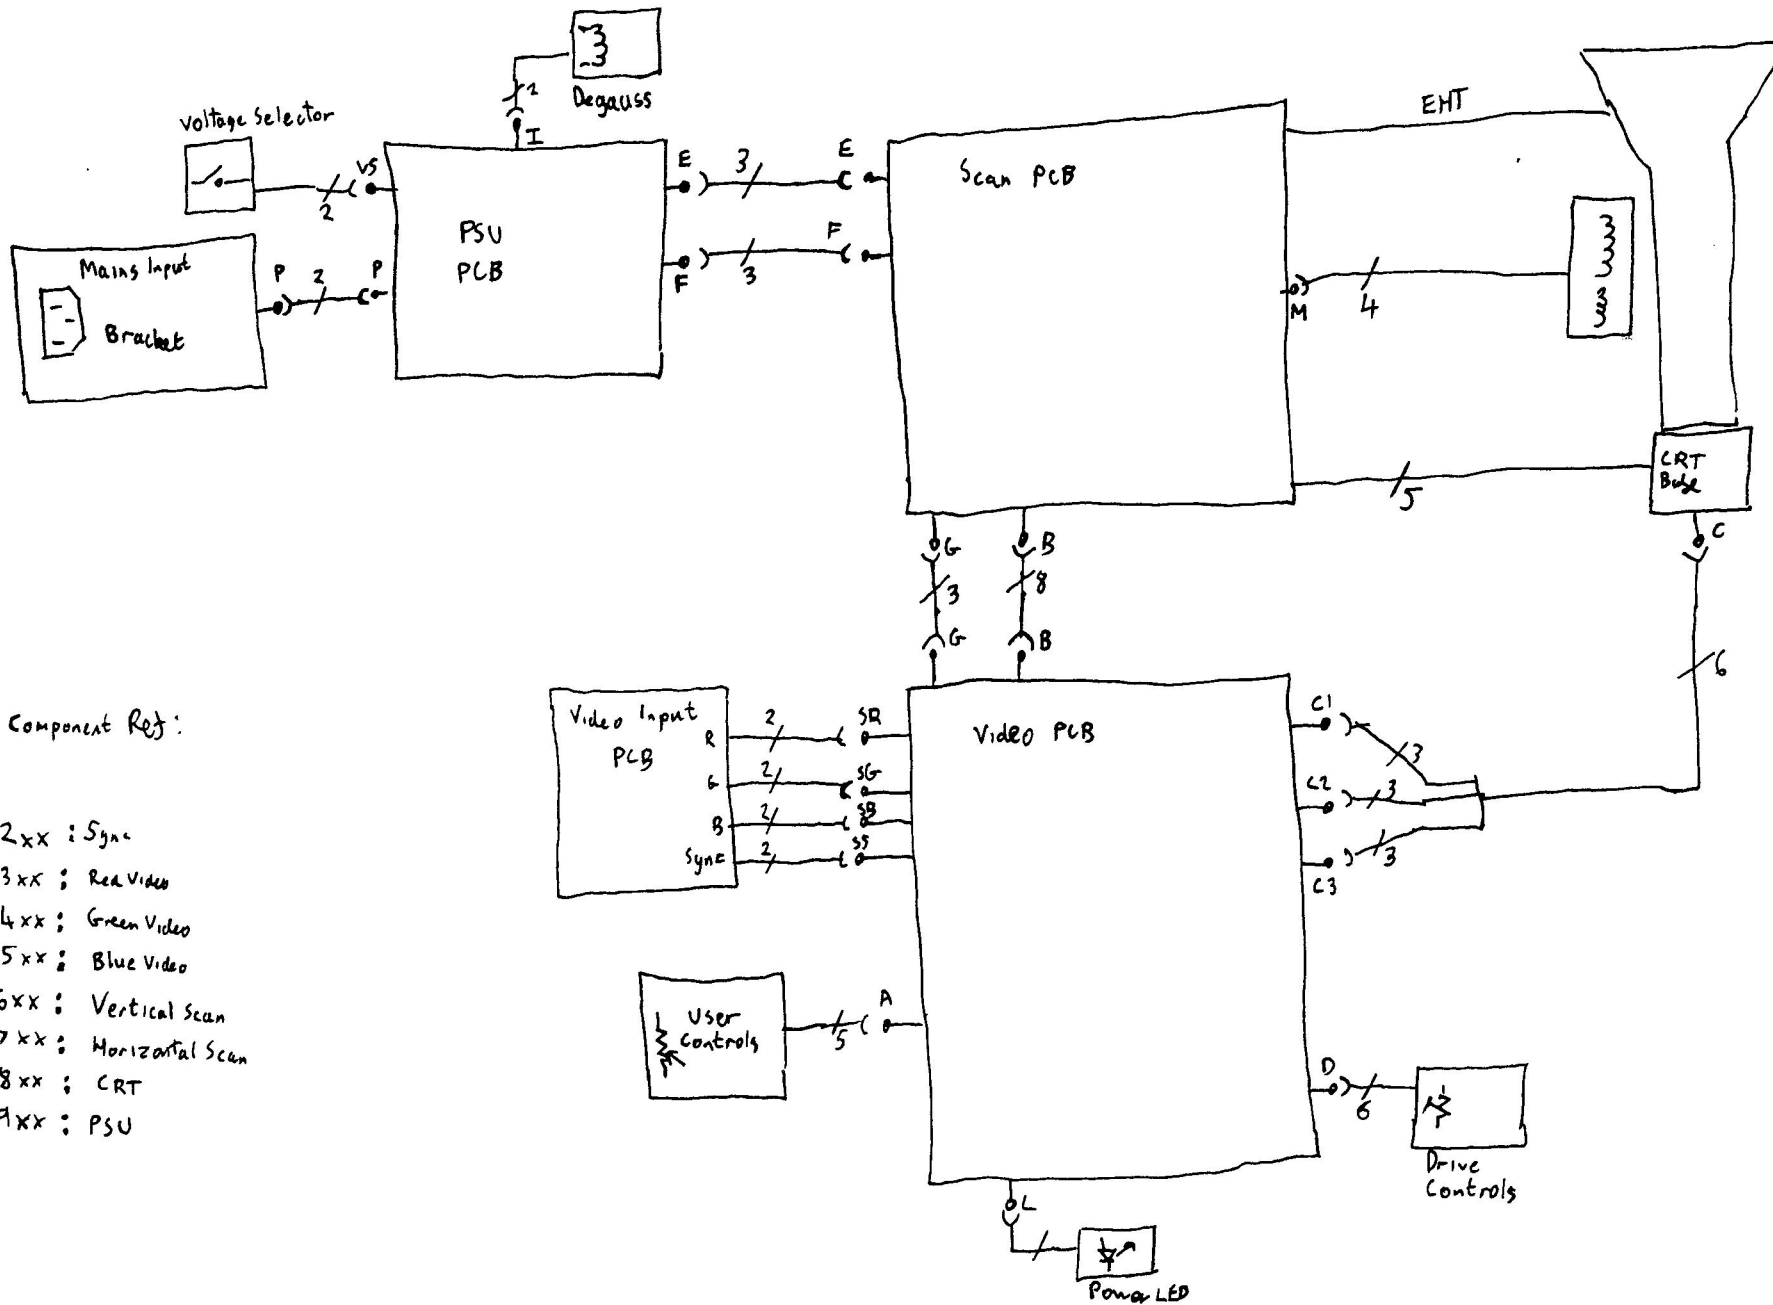 Degauss
2
I
Voltage Selector
VS
2
Mains Input
Bracket
P
2
P
PSU
PCB
E
3
E
F
3
F
Scan PCB
EHT
M
4
5
CRT
Base
C
6
G
3
G
B
8
B
Video Input
PCB
R
2
SR
G
2
SG
B
2
SB
Sync
2
SS
Video PCB
C1
3
C2
3
C3
3
User
Controls
5
A
D
6
Drive
Controls
L
Power LED
Component Ref:
2xx : Sync
3xx : Red Video
4xx : Green Video
5xx : Blue Video
6xx : Vertical Scan
7xx : Horizontal Scan
8xx : CRT
9xx : PSU